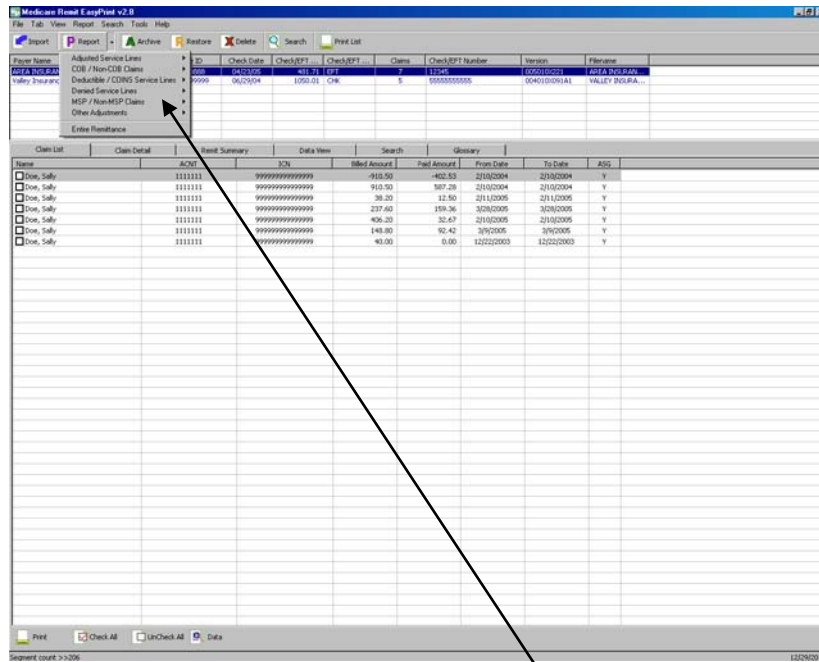 Medicare Remit EasyPrint v2.8
File Tab View Report Search Tools Help
Import Report Archive Restore Delete Search Print List
Payer Name ID Check Date Check/EFT ... Check/EFT ... Claims Check/EFT Number Version Filename
AREA INSURAN 04/23/05 481.71 EFT 7 12345 005010X221 AREA INSURAN...
Valley Insuranc 99999 06/29/04 1050.01 CHK 5 004010X091A1 VALLEY INSURA...
Adjusted Service Lines
COB / Non-COB Claims
Deductible / COINS Service Lines
Denied Service Lines
MSP / Non-MSP Claims
Other Adjustments
Entire Remittance
Claim List Claim Detail Remit Summary Data View Search Glossary
Name ACNT ICN Billed Amount Paid Amount From Date To Date ASG
Doe, Sally 1111111 -910.50 -402.53 2/10/2004 2/10/2004 Y
Doe, Sally 1111111 910.50 587.28 2/10/2004 2/10/2004 Y
Doe, Sally 1111111 38.20 12.50 2/11/2005 2/11/2005 Y
Doe, Sally 1111111 237.60 159.36 3/28/2005 3/28/2005 Y
Doe, Sally 1111111 406.20 32.67 2/10/2005 2/10/2005 Y
Doe, Sally 1111111 148.80 92.42 3/9/2005 3/9/2005 Y
Doe, Sally 1111111 40.00 0.00 12/22/2003 12/22/2003 Y
Print Check All UnCheck All Data
Segment count >>206